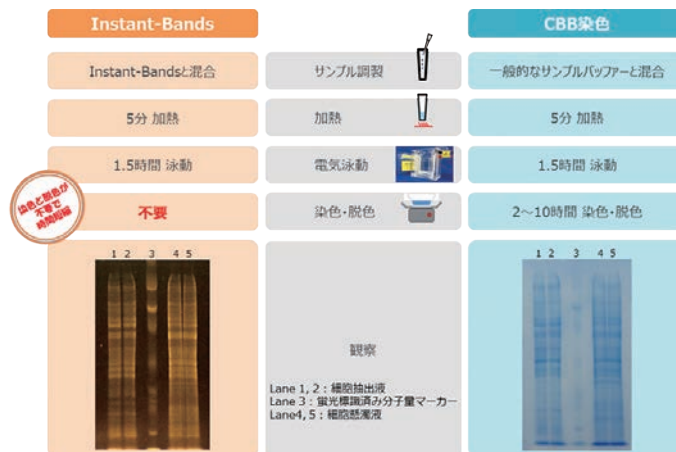 Instant-Bands
CBB染色
Instant-Bandsと混合
サンプル調製
一般的なサンプルバッファーと混合
5分 加熱
加熱
5分 加熱
1.5時間 泳動
電気泳動
1.5時間 泳動
染色と脱色が
不要で
時間短縮
不要
染色・脱色
2～10時間 染色・脱色
1 2 3 4 5
1 2 3 4 5
観察
Lane 1, 2：細胞抽出液
Lane 3：蛍光標識済み分子量マーカー
Lane4, 5：細胞懸濁液